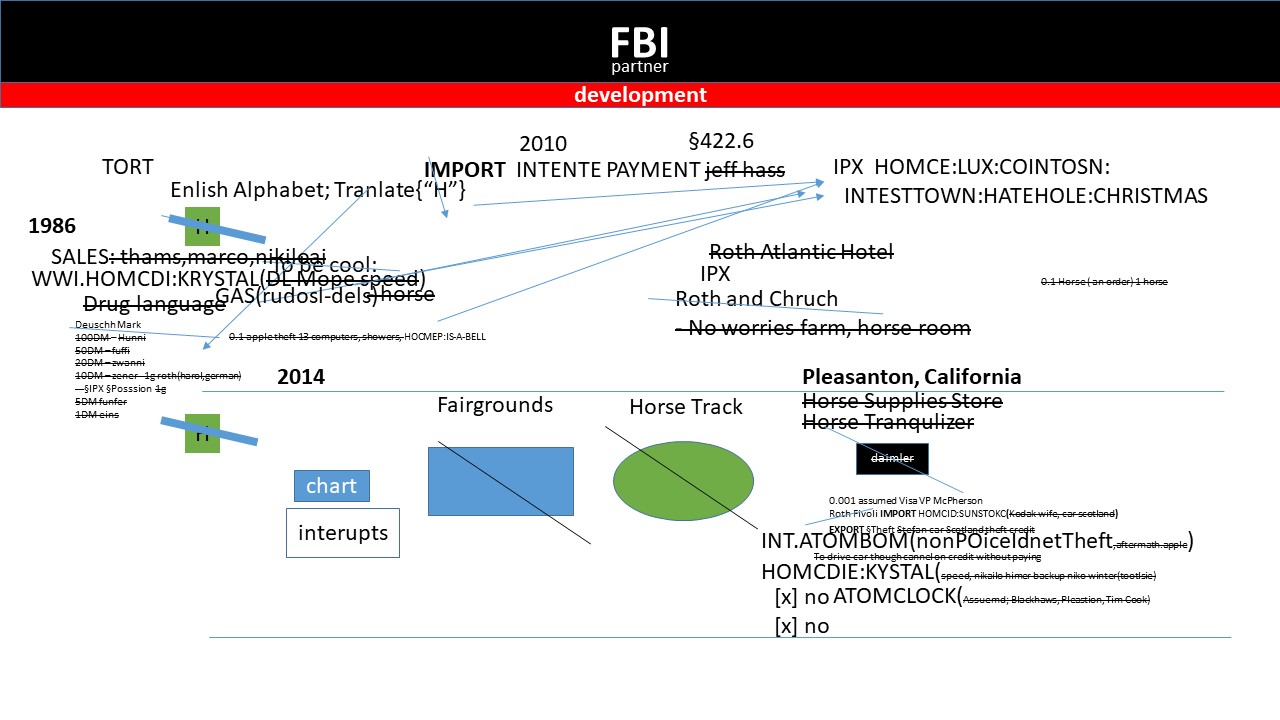 FBI
partner
development
2010
§422.6
TORT
IMPORT INTENTE PAYMENT jeff hass
IPX HOMCE:LUX:COINTOSN:
INTESTTOWN:HATEHOLE:CHRISTMAS
Enlish Alphabet; Tranlate{“H”}
1986
H
SALES: thams,marco,nikiloai
To be cool:
WWI.HOMCDI:KRYSTAL(DL Mope speed)
GAS(rudosl-dels) horse
Drug language
Roth Atlantic Hotel
IPX
Roth and Chruch
- No worries farm, horse room
0.1 Horse ( an order) 1 horse
Deuschh Mark
100DM – Hunni
50DM – fuffi
20DM – zwanni
10DM – zener - 1g roth(harol,german)
---§IPX §Posssion 1g
5DM funfer
1DM eins
0.1 apple theft 13 computers, showers, HOCMEP:IS-A-BELL
2014
Pleasanton, California
Horse Supplies Store
Horse Tranqulizer
daimler
H
Fairgrounds
Horse Track
chart
interupts
0.001 assumed Visa VP McPherson
Roth Fivoli IMPORT HOMCID:SUNSTOKC(Kodak wife, car scotland)
EXPORT §Theft Stefan car Scotland,theft credit
INT.ATOMBOM(nonPOiceIdnetTheft,aftermath.apple)
To drive car though cannel on credit without paying
HOMCDIE:KYSTAL(speed, nikailo himer backup niko winter(tootlsie)
[x] no ATOMCLOCK(Assuemd; Blackhaws, Pleastion, Tim Cook)
[x] no